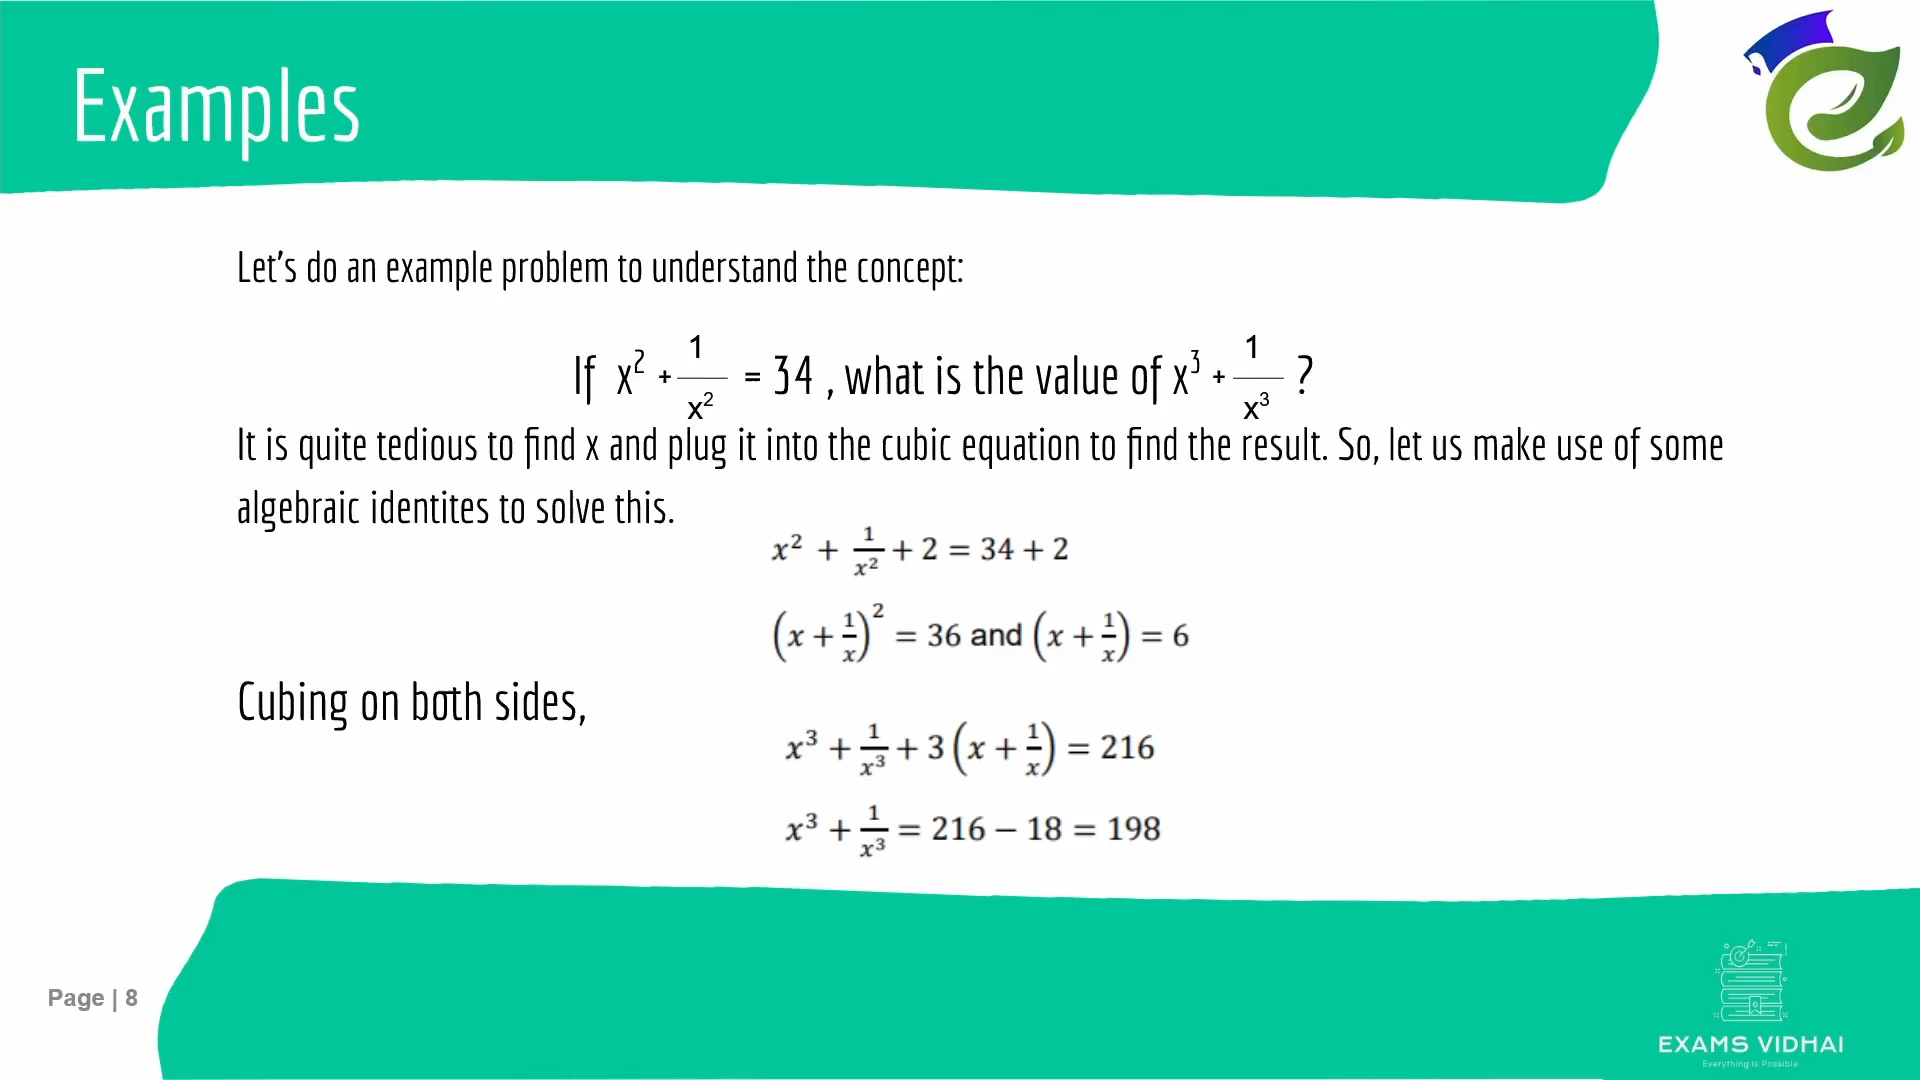 Examples
Let's do an example problem to understand the concept:
If x² + 1/x² = 34 , what is the value of x³ + 1/x³ ?
It is quite tedious to find x and plug it into the cubic equation to find the result. So, let us make use of some
algebraic identites to solve this.
x² + 1/x² + 2 = 34 + 2
(x + 1/x)² = 36 and (x + 1/x) = 6
Cubing on both sides,
x³ + 1/x³ + 3 (x + 1/x) = 216
x³ + 1/x³ = 216 − 18 = 198
Page | 8
EXAMS VIDHAI
Everything is Possible